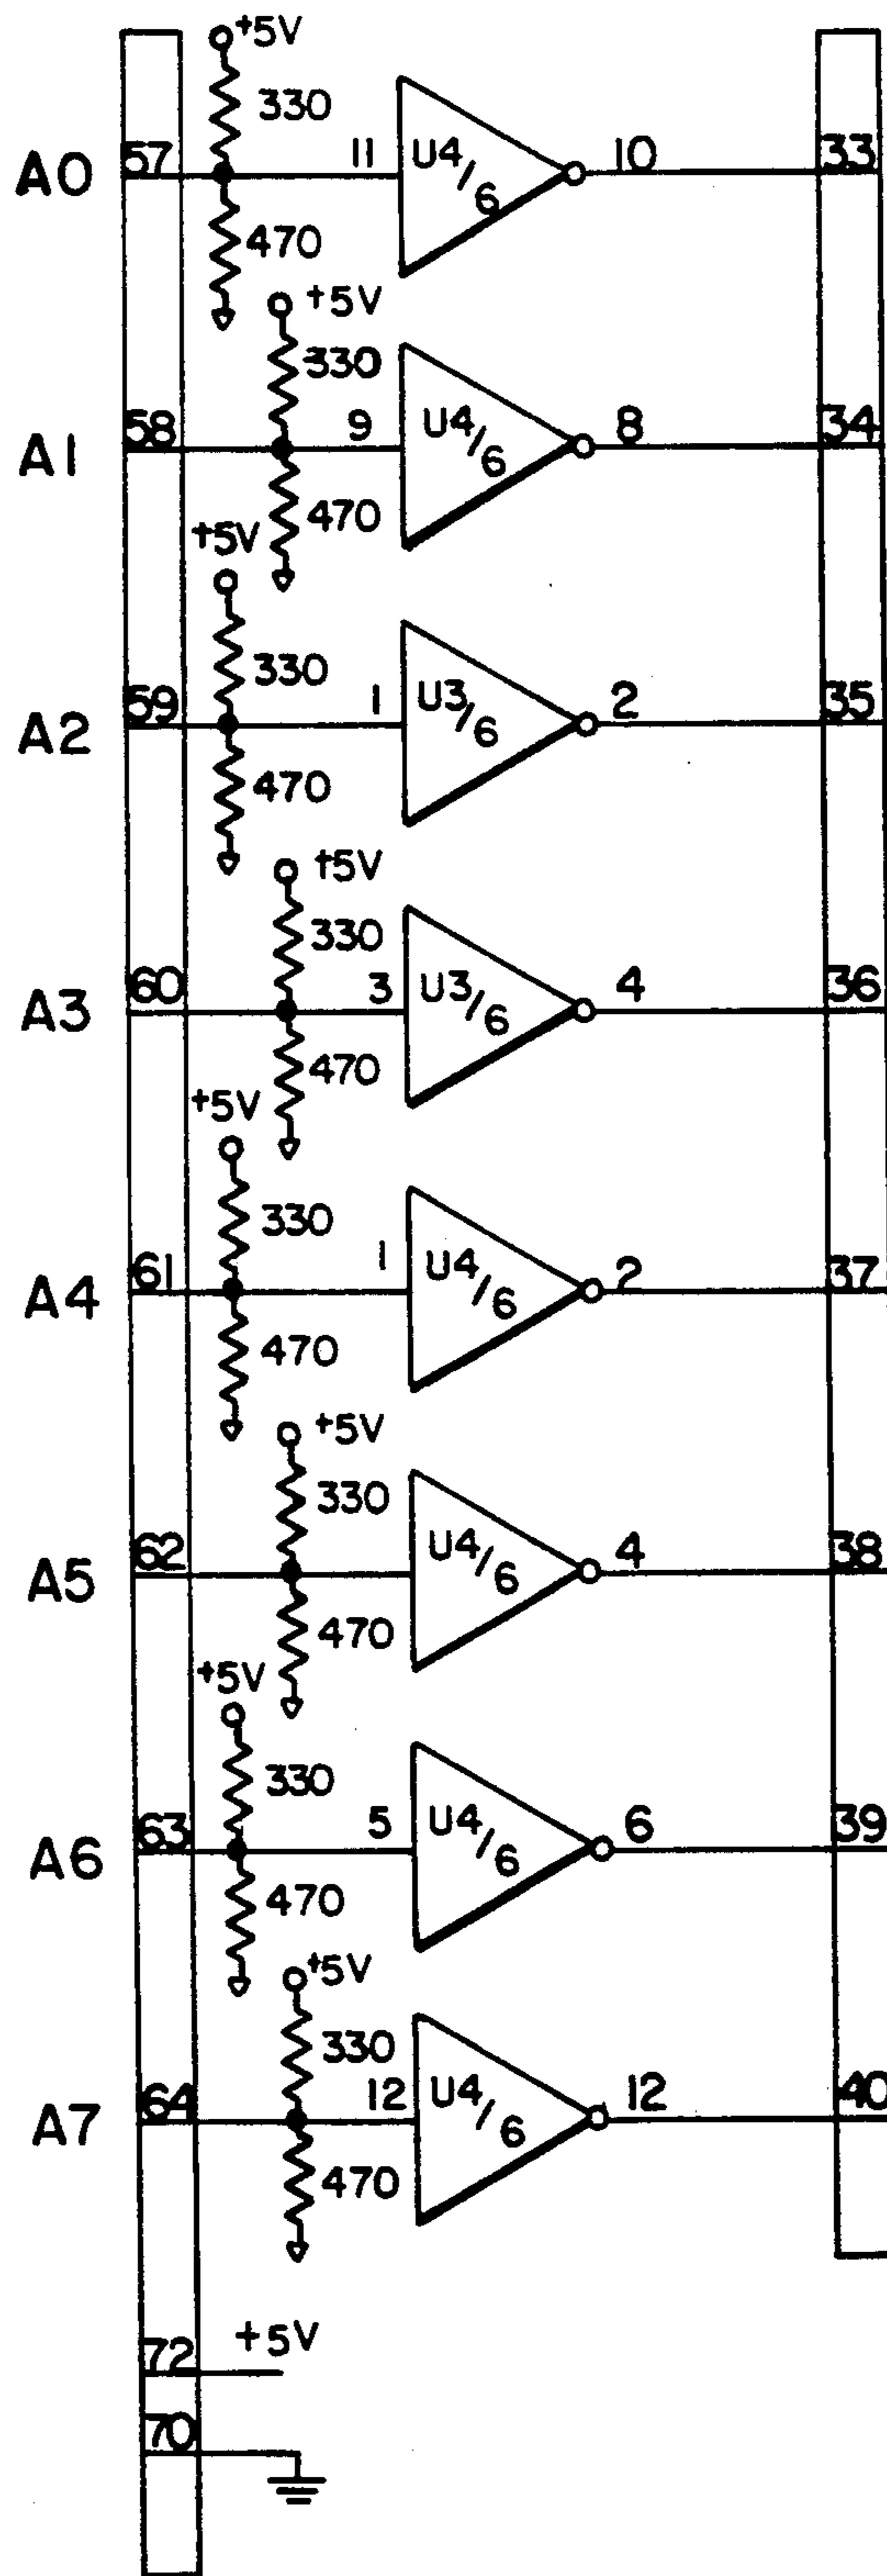 +5V
330
A0 57 11 U4/6 10 33
470
+5V
330
A1 58 9 U4/6 8 34
470
+5V
330
A2 59 1 U3/6 2 35
470
+5V
330
A3 60 3 U3/6 4 36
470
+5V
330
A4 61 1 U4/6 2 37
470
+5V
330
A5 62 U4/6 4 38
470
+5V
330
A6 63 5 U4/6 6 39
470
+5V
330
A7 64 12 U4/6 12 40
470
72 +5V
70